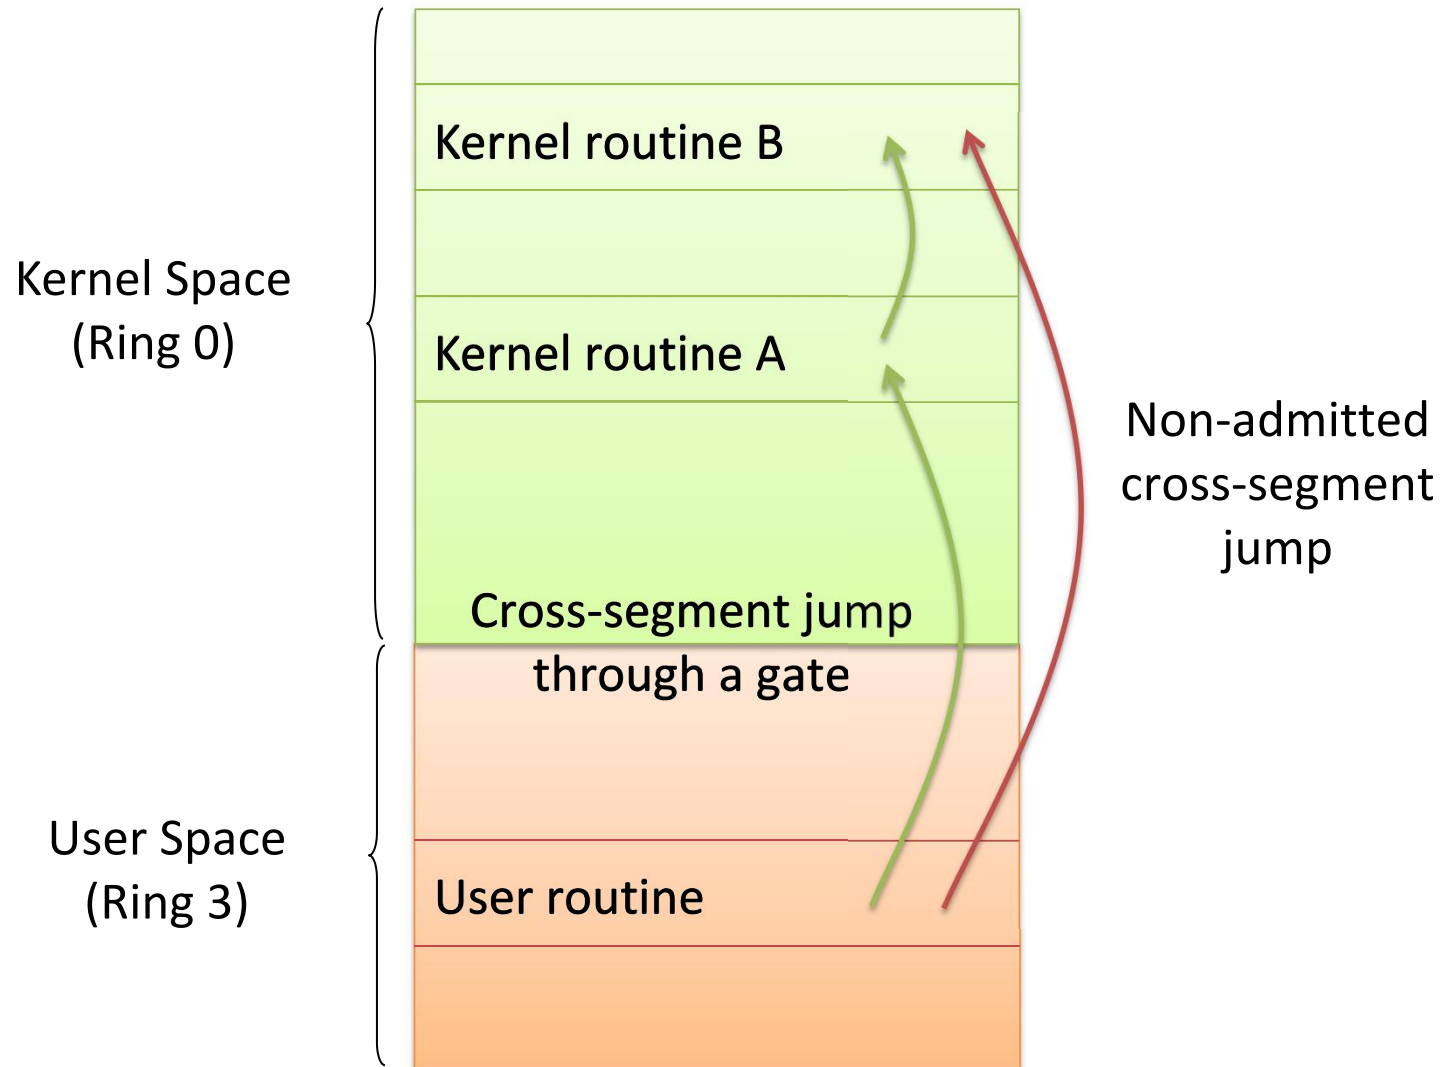 Kernel routine B
Kernel Space
(Ring 0)
Kernel routine A
Non-admitted
cross-segment
jump
Cross-segment jump
through a gate
User Space
(Ring 3)
User routine